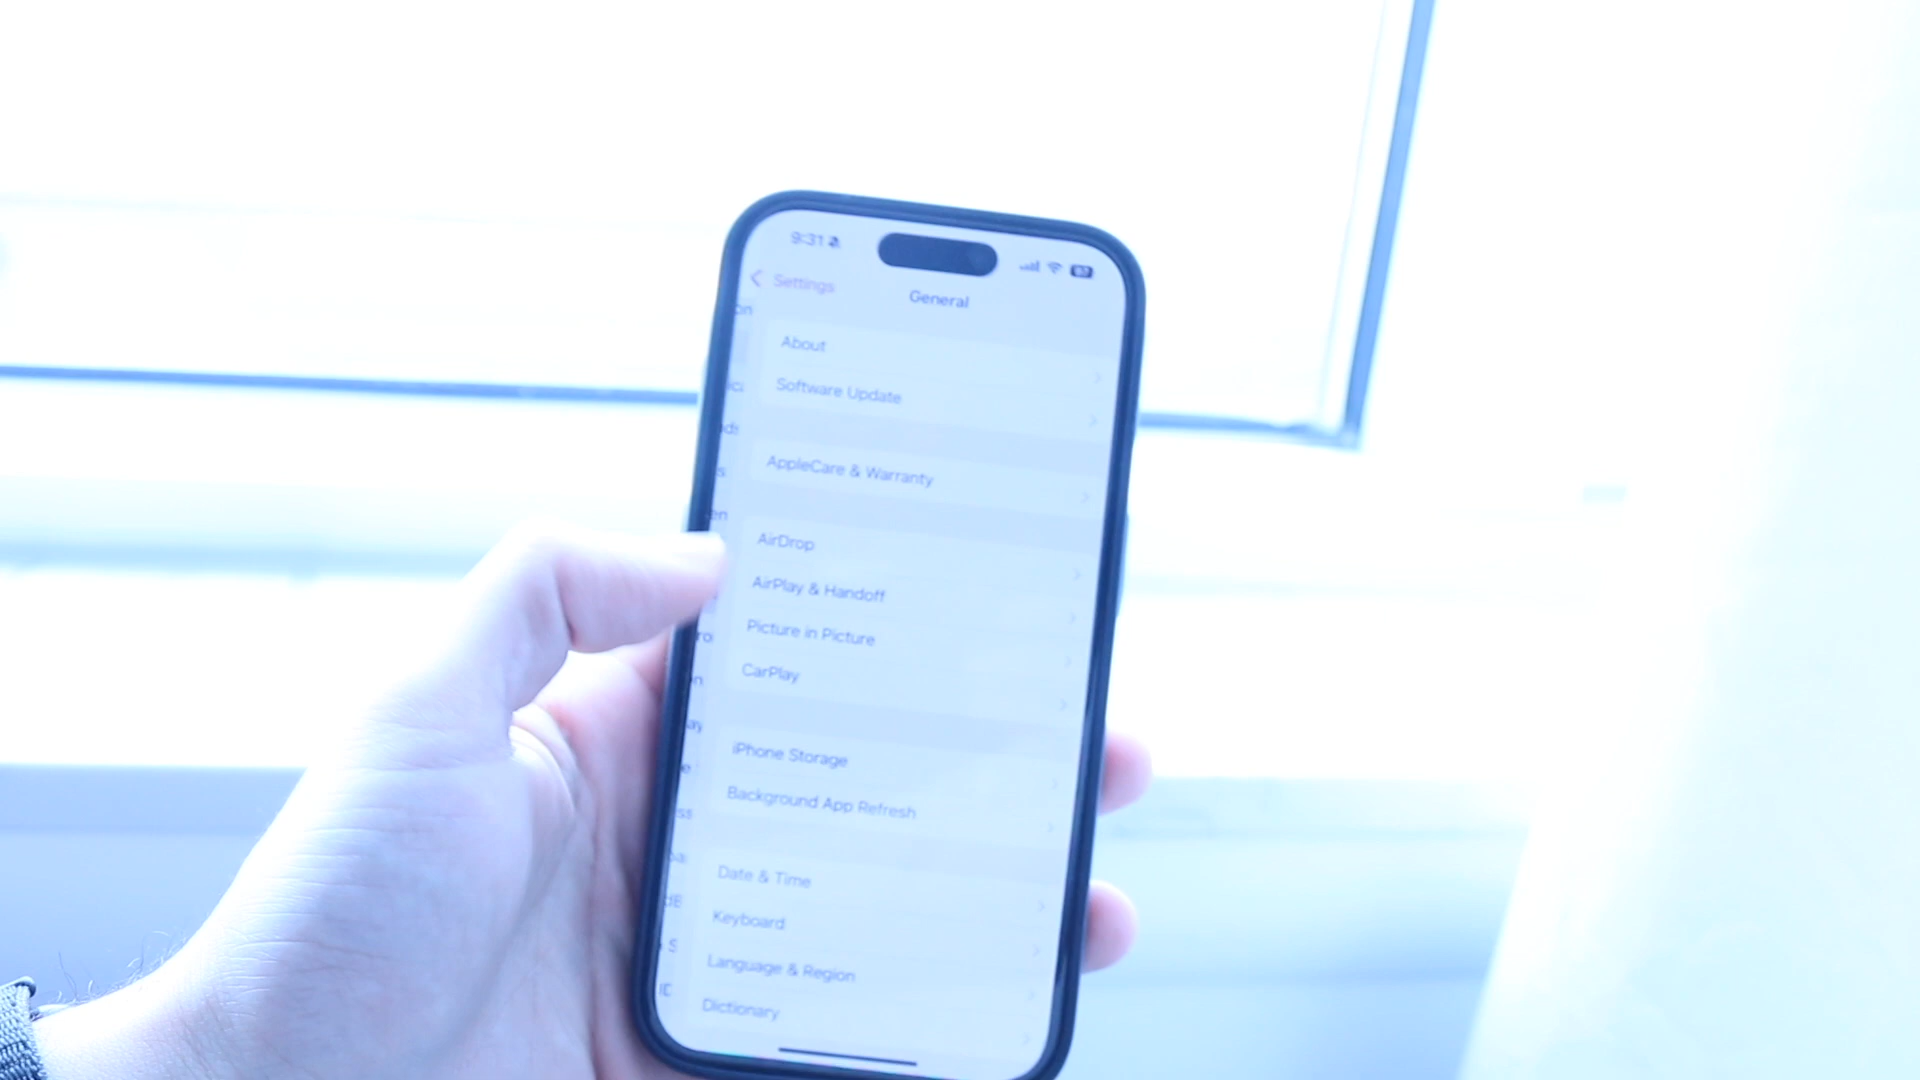 9:31
97
Settings
General
About
Software Update
AppleCare & Warranty
AirDrop
AirPlay & Handoff
Picture in Picture
CarPlay
iPhone Storage
Background App Refresh
Date & Time
Keyboard
Language & Region
Dictionary